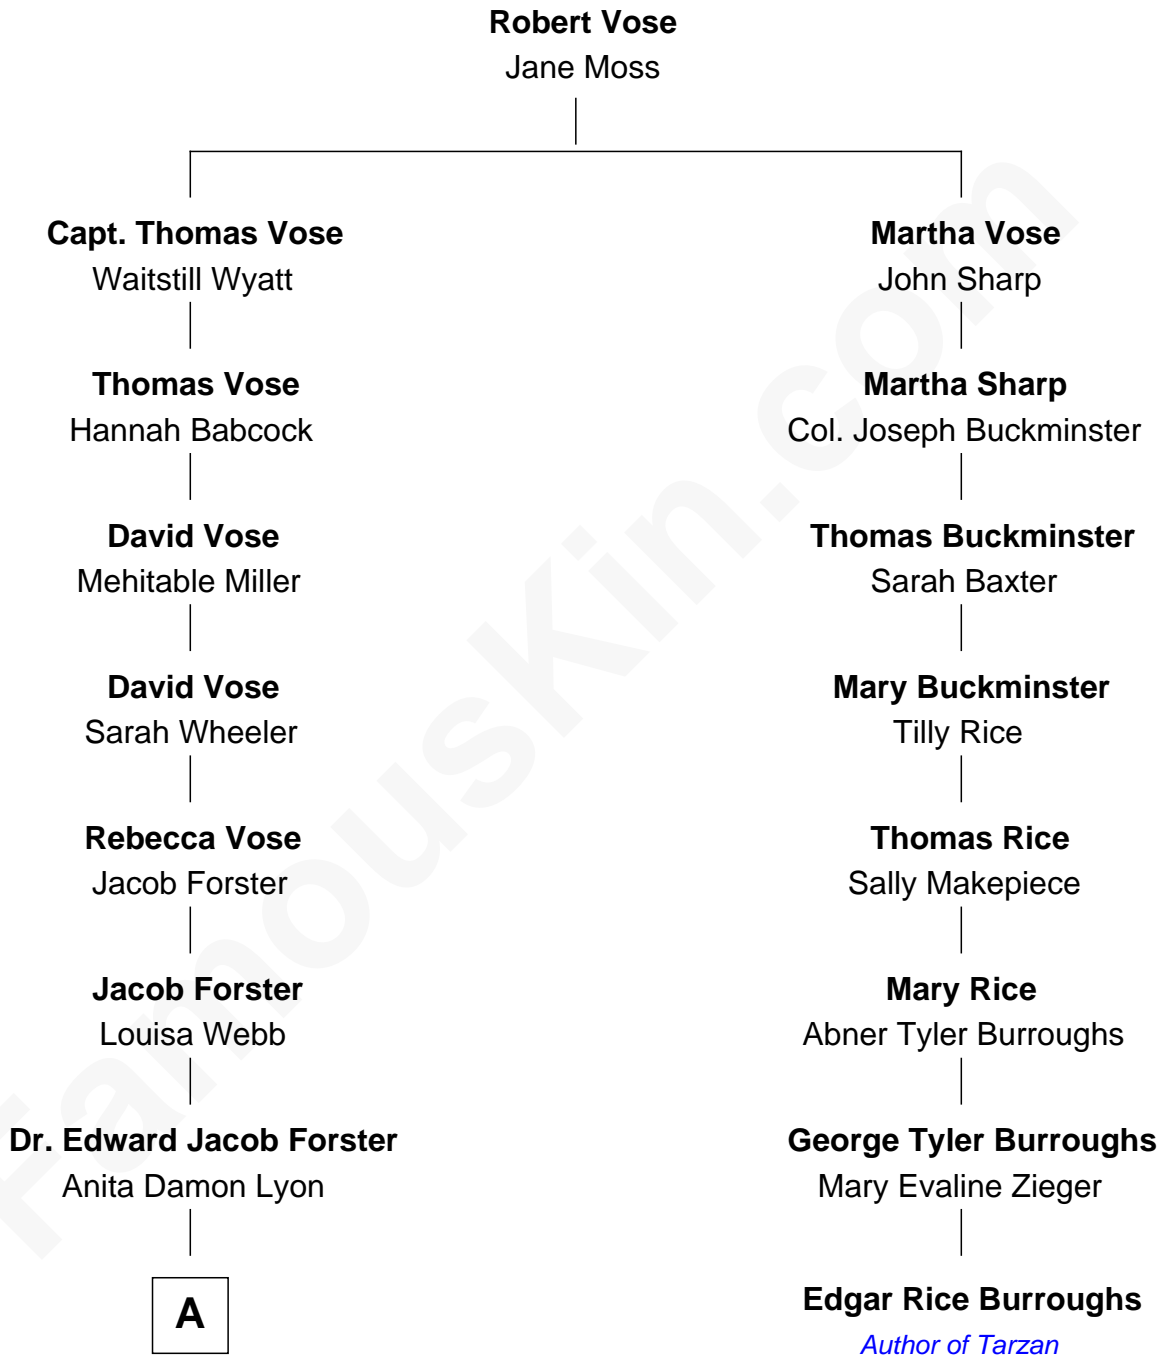 Robert Vose
Jane Moss
Capt. Thomas Vose
Waitstill Wyatt
Martha Vose
John Sharp
Thomas Vose
Hannah Babcock
Martha Sharp
Col. Joseph Buckminster
David Vose
Mehitable Miller
Thomas Buckminster
Sarah Baxter
David Vose
Sarah Wheeler
Mary Buckminster
Tilly Rice
Rebecca Vose
Jacob Forster
Thomas Rice
Sally Makepiece
Jacob Forster
Louisa Webb
Mary Rice
Abner Tyler Burroughs
Dr. Edward Jacob Forster
Anita Damon Lyon
George Tyler Burroughs
Mary Evaline Zieger
A
Edgar Rice Burroughs
Author of Tarzan
FamousKin.com